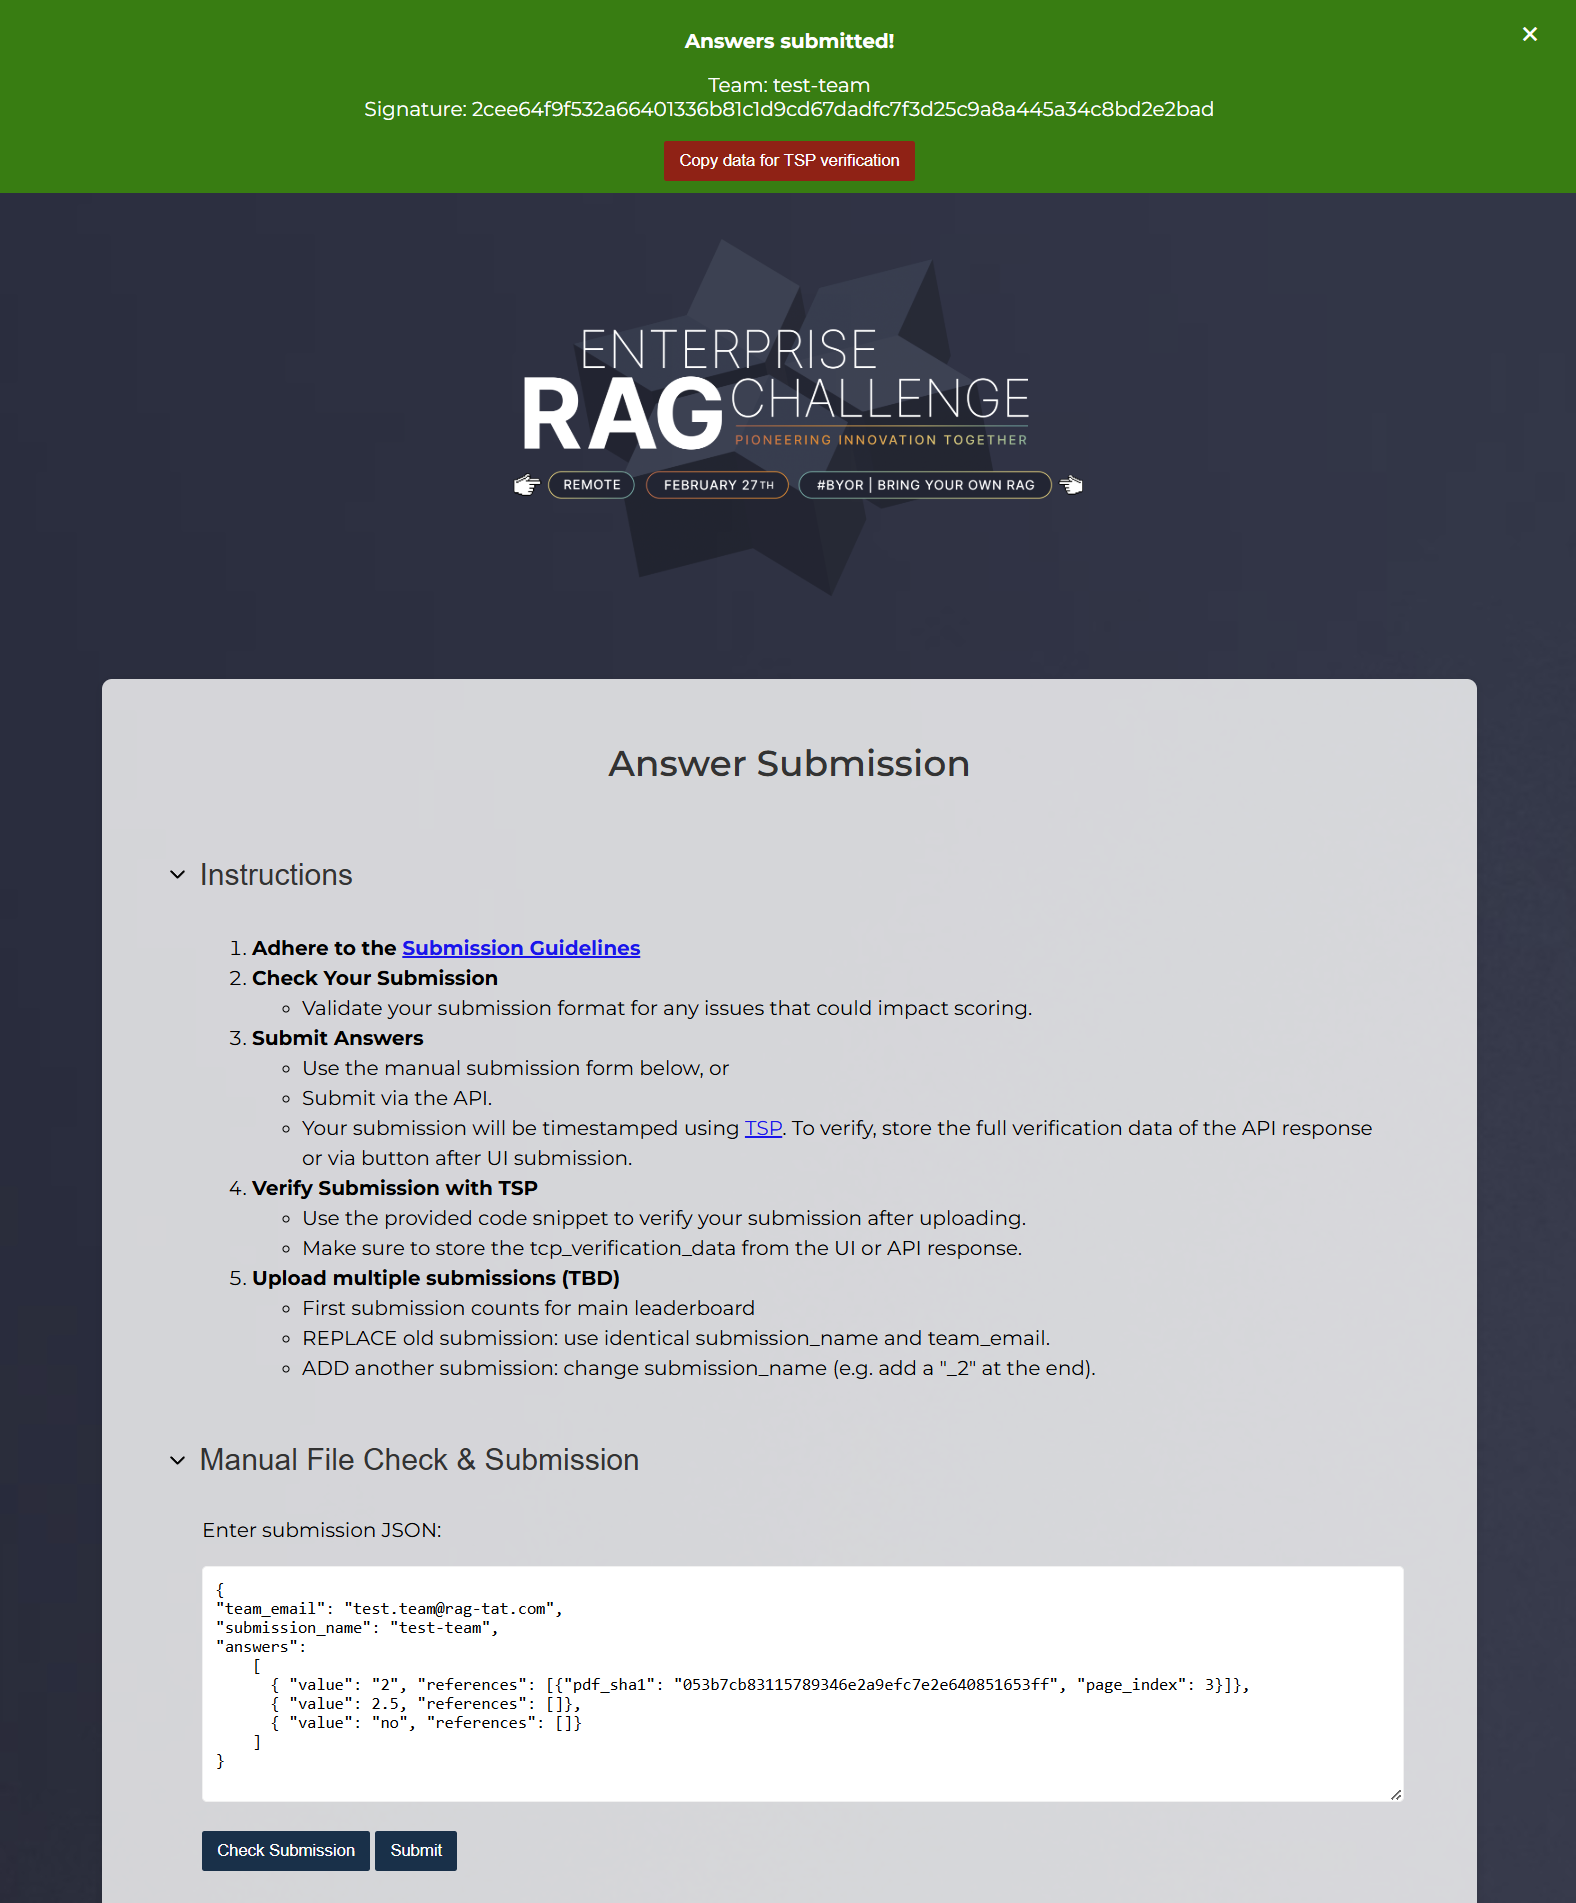 Answers submitted!
Team: test-team
Signature: 2cee64f9f532a66401336b81c1d9cd67dadfc7f3d25c9a8a445a34c8bd2e2bad
Copy data for TSP verification
ENTERPRISE
RAG CHALLENGE
PIONEERING INNOVATION TOGETHER
REMOTE FEBRUARY 27TH #BYOR | BRING YOUR OWN RAG
Answer Submission
Instructions
1. Adhere to the Submission Guidelines
2. Check Your Submission
Validate your submission format for any issues that could impact scoring.
3. Submit Answers
Use the manual submission form below, or
Submit via the API.
Your submission will be timestamped using TSP. To verify, store the full verification data of the API response
or via button after UI submission.
4. Verify Submission with TSP
Use the provided code snippet to verify your submission after uploading.
Make sure to store the tcp_verification_data from the UI or API response.
5. Upload multiple submissions (TBD)
First submission counts for main leaderboard
REPLACE old submission: use identical submission_name and team_email.
ADD another submission: change submission_name (e.g. add a "_2" at the end).
Manual File Check & Submission
Enter submission JSON:
{
"team_email": "test.team@rag-tat.com",
"submission_name": "test-team",
"answers":
[
{ "value": "2", "references": [{"pdf_sha1": "053b7cb83115789346e2a9efc7e2e640851653ff", "page_index": 3}]},
{ "value": 2.5, "references": []},
{ "value": "no", "references": []}
]
}
Check Submission Submit